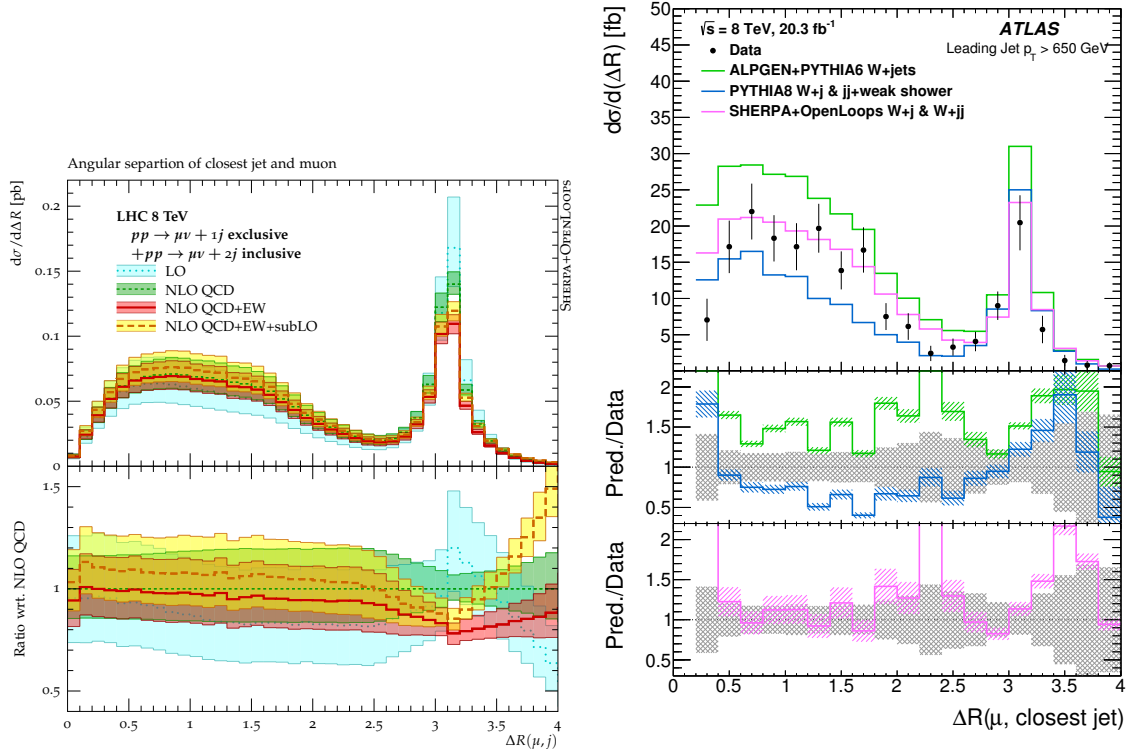 Angular separtion of closest jet and muon
dσ/dΔR [pb]
0.2
0.15
0.1
0.05
0
LHC 8 TeV
pp → μν + 1j exclusive
+pp → μν + 2j inclusive
LO
NLO QCD
NLO QCD+EW
NLO QCD+EW+subLO
SHERPA+OPENLOOPS
Ratio wrt. NLO QCD
1.5
1
0.5
0 0.5 1 1.5 2 2.5 3 3.5 4
ΔR(μ, j)
dσ/d(ΔR) [fb]
50
45
40
35
30
25
20
15
10
5
√s = 8 TeV, 20.3 fb-1
ATLAS
Leading Jet pT > 650 GeV
Data
ALPGEN+PYTHIA6 W+jets
PYTHIA8 W+j & jj+weak shower
SHERPA+OpenLoops W+j & W+jj
Pred./Data
2
1.5
1
0.5
Pred./Data
2
1.5
1
0.5
0 0.5 1 1.5 2 2.5 3 3.5 4
ΔR(μ, closest jet)